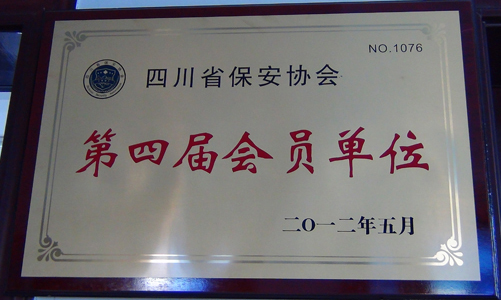 NO.1076
四川省保安协会
第四届会员单位
二〇一二年五月